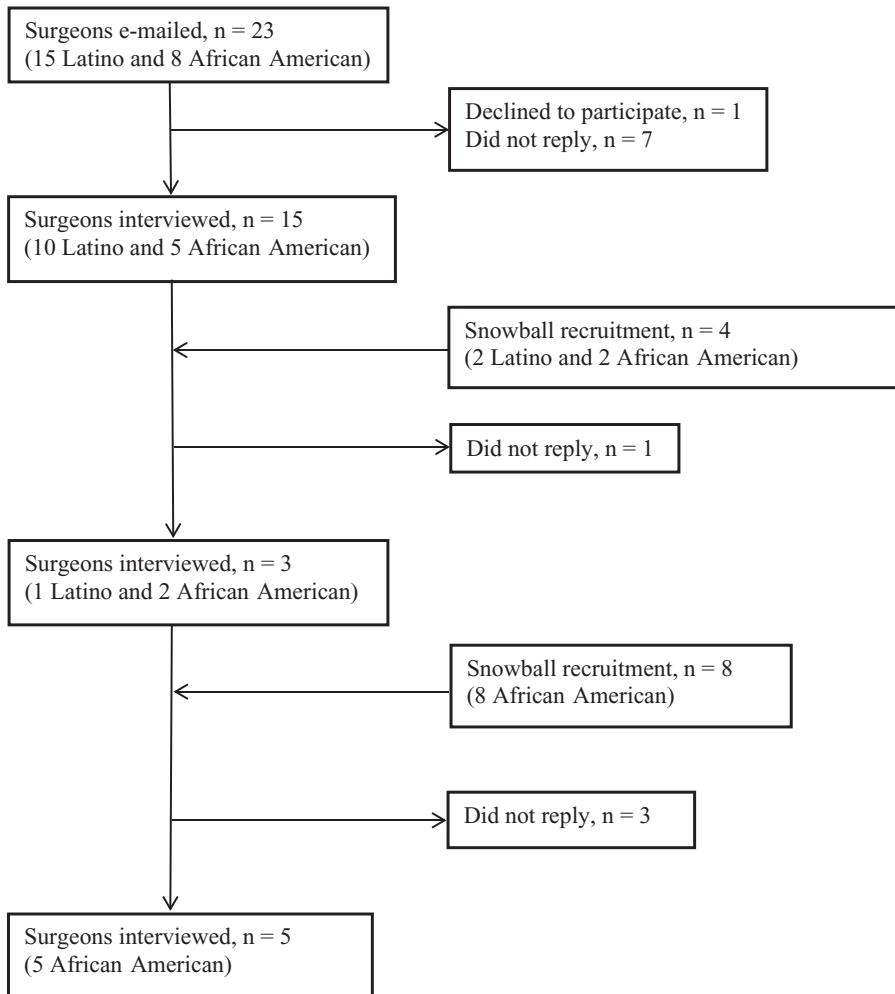 Surgeons e-mailed, n = 23
(15 Latino and 8 African American)
Declined to participate, n = 1
Did not reply, n = 7
Surgeons interviewed, n = 15
(10 Latino and 5 African American)
Snowball recruitment, n = 4
(2 Latino and 2 African American)
Did not reply, n = 1
Surgeons interviewed, n = 3
(1 Latino and 2 African American)
Snowball recruitment, n = 8
(8 African American)
Did not reply, n = 3
Surgeons interviewed, n = 5
(5 African American)